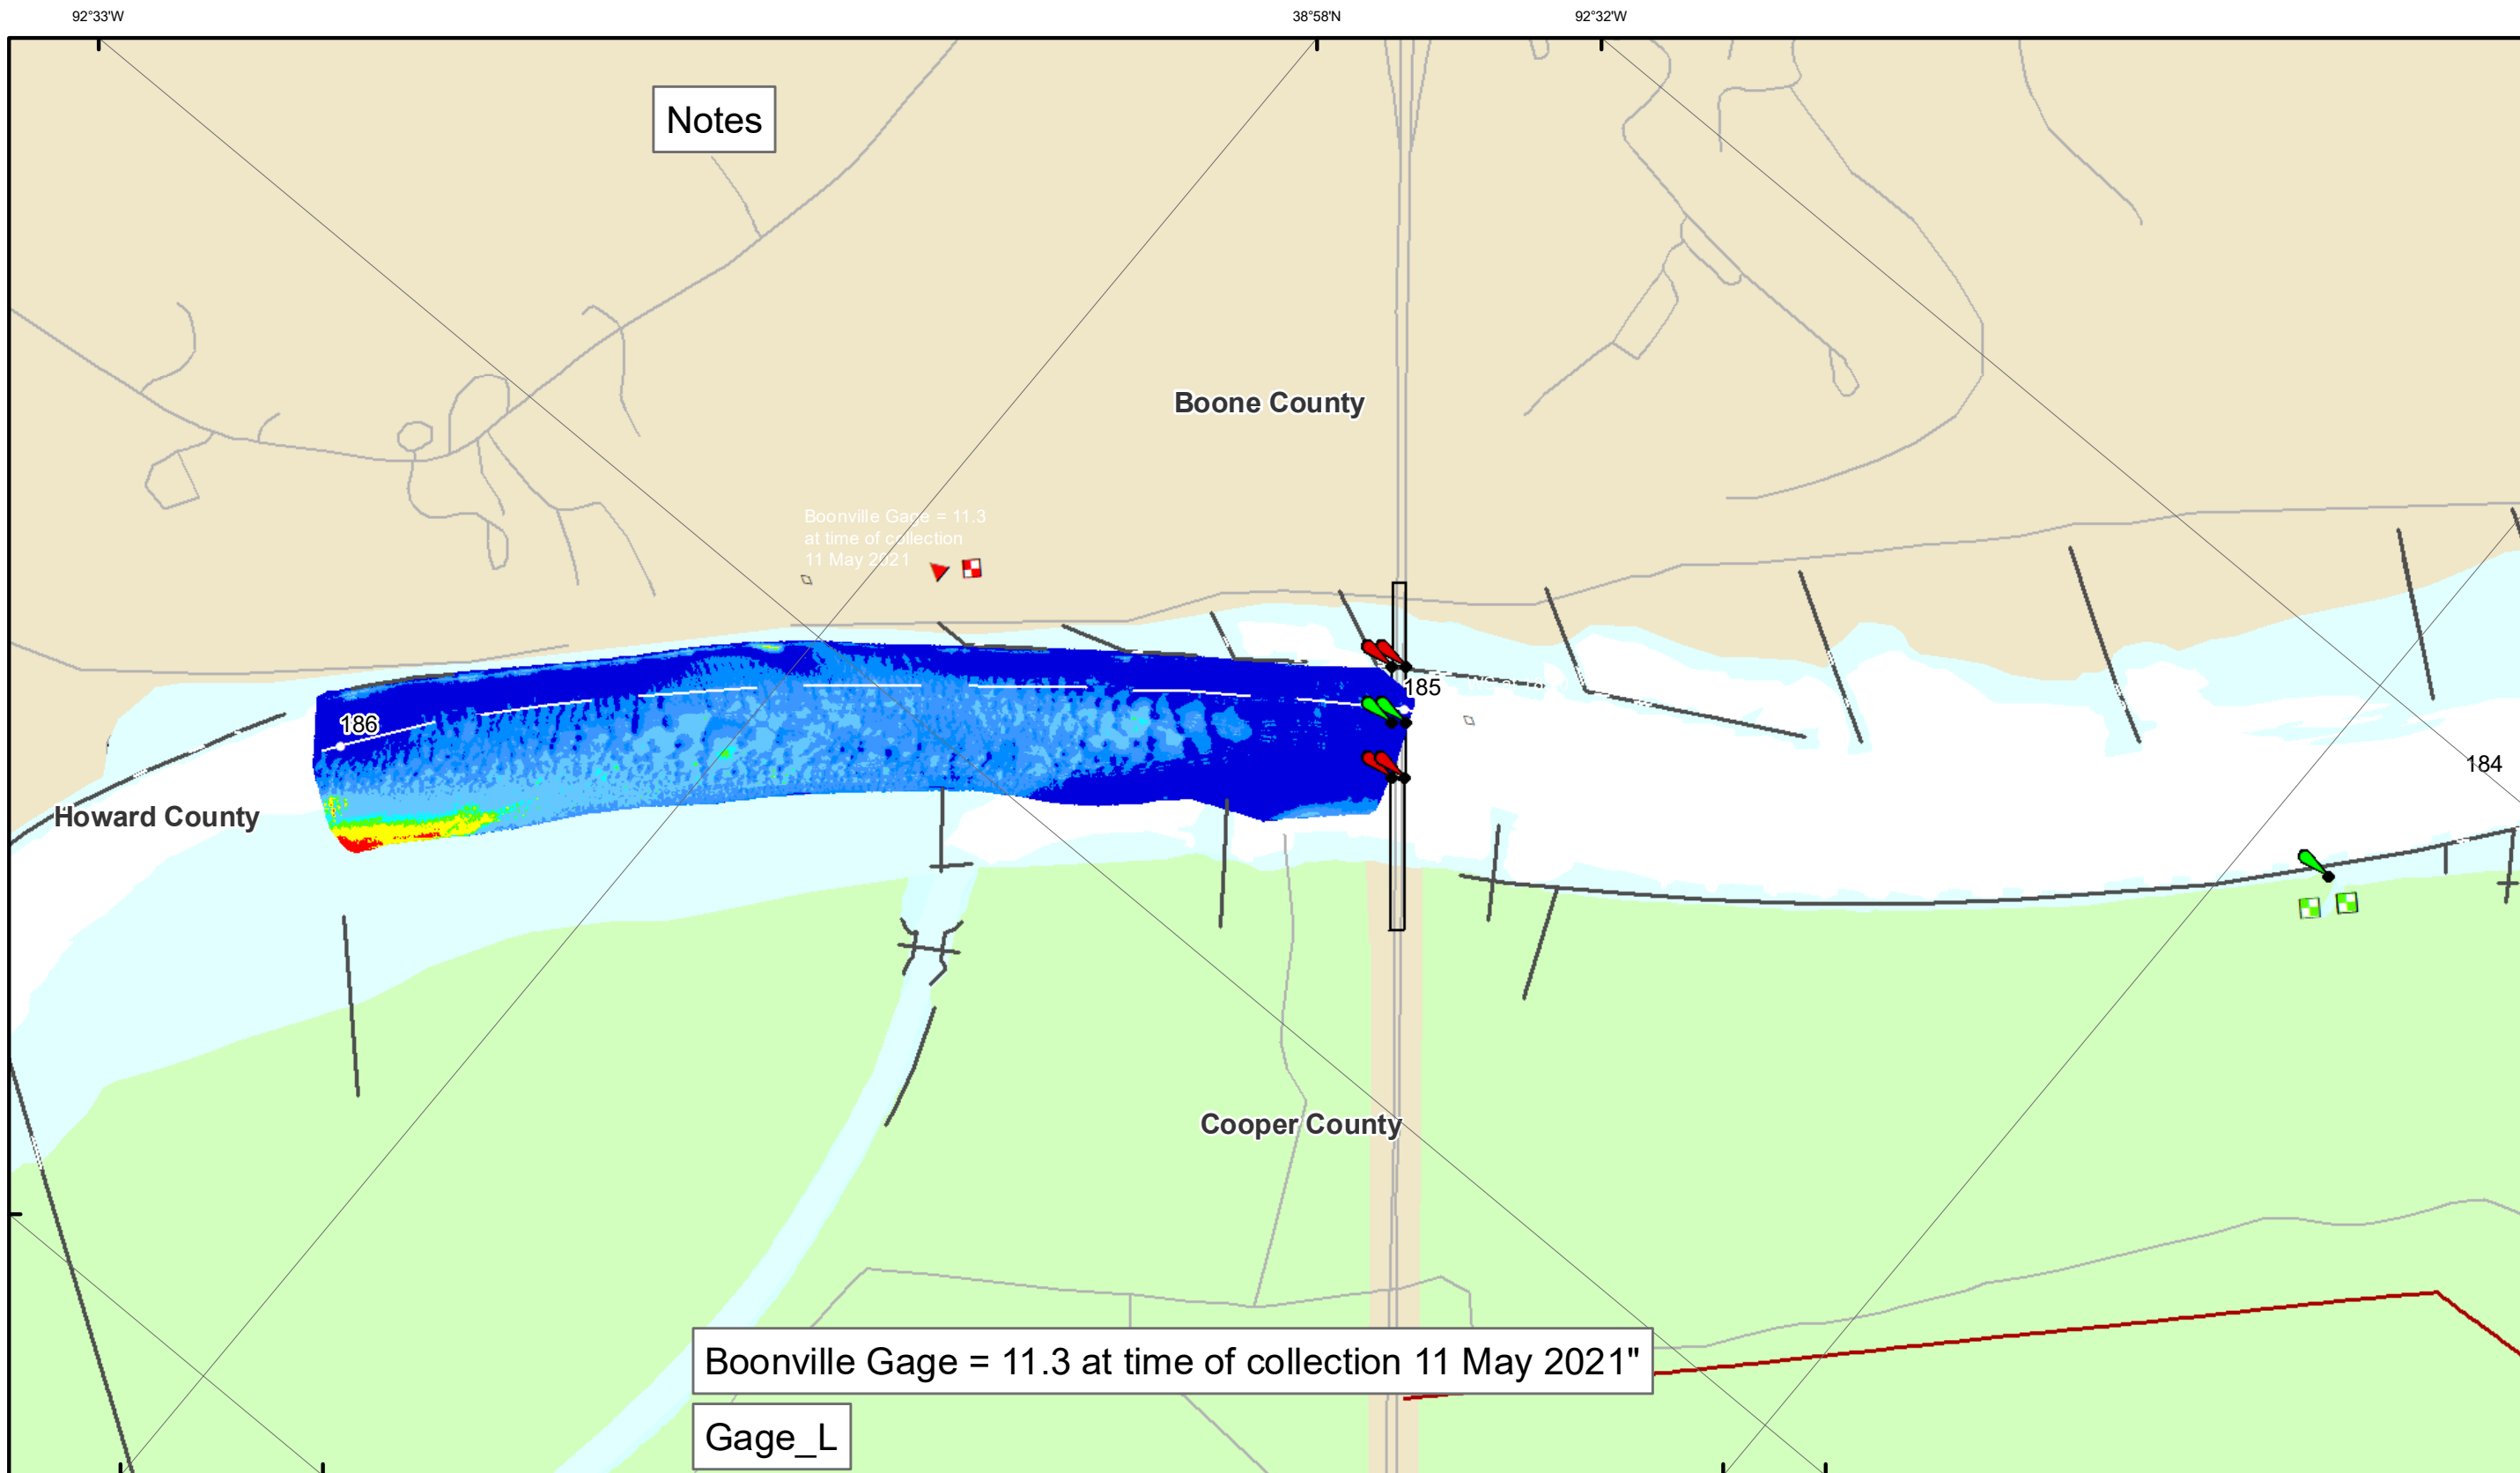 92°33'W
38°58'N
92°32'W
Notes
Boone County
Boonville Gage = 11.3
at time of collection
11 May 2021
185
186
184
Howard County
Cooper County
Boonville Gage = 11.3 at time of collection 11 May 2021"
Gage_L